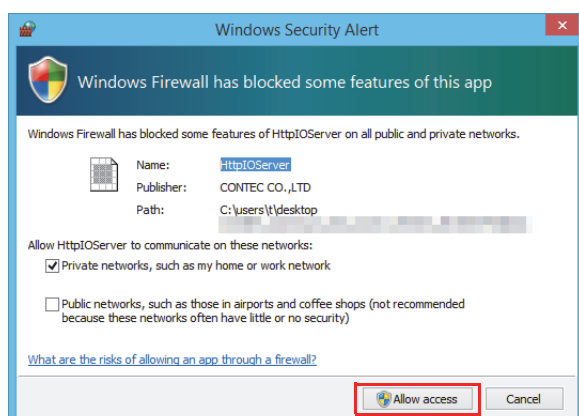 Windows Security Alert
Windows Firewall has blocked some features of this app
Windows Firewall has blocked some features of HttpIOServer on all public and private networks.
Name: HttpIOServer
Publisher: CONTEC CO.,LTD
Path: C:\users\t\desktop
Allow HttpIOServer to communicate on these networks:
Private networks, such as my home or work network
Public networks, such as those in airports and coffee shops (not recommended
because these networks often have little or no security)
What are the risks of allowing an app through a firewall?
Allow access Cancel